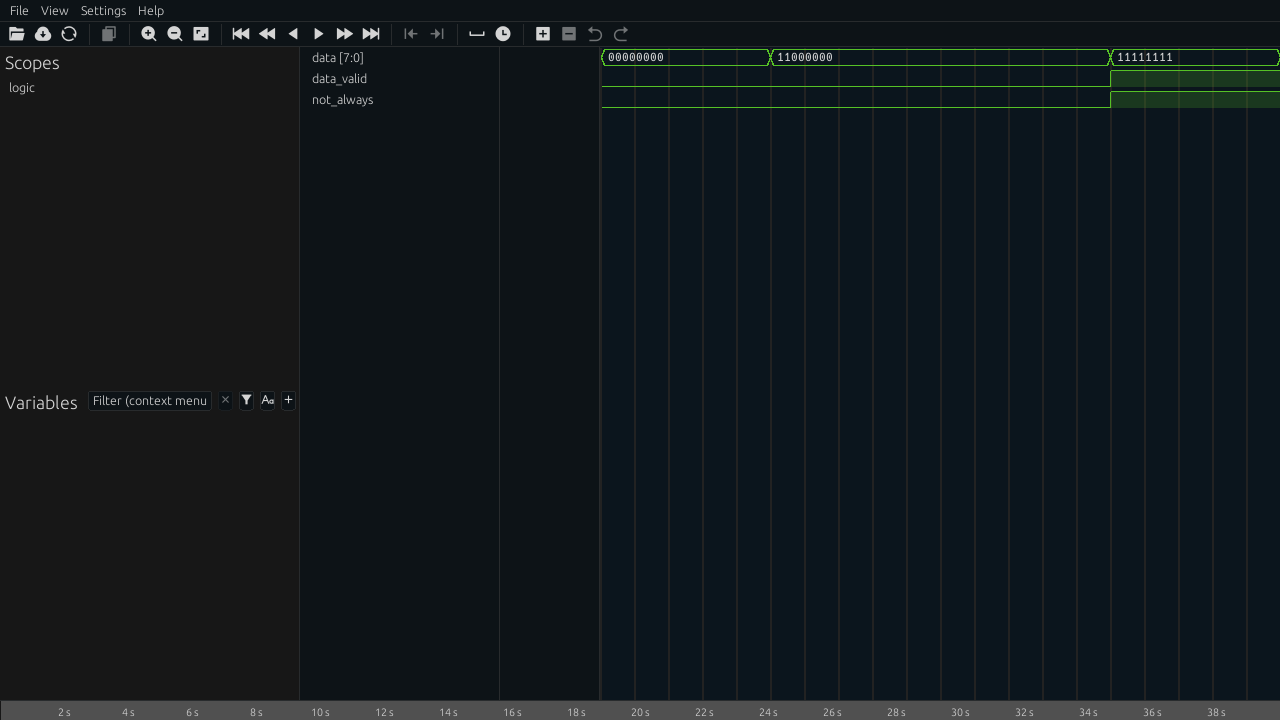 File View Settings Help
Scopes
logic
Variables Filter (context menu Aa
data [7:0] 00000000 11000000 11111111
data_valid
not_always
2 s 4 s 6 s 8 s 10 s 12 s 14 s 16 s 18 s 20 s 22 s 24 s 26 s 28 s 30 s 32 s 34 s 36 s 38 s